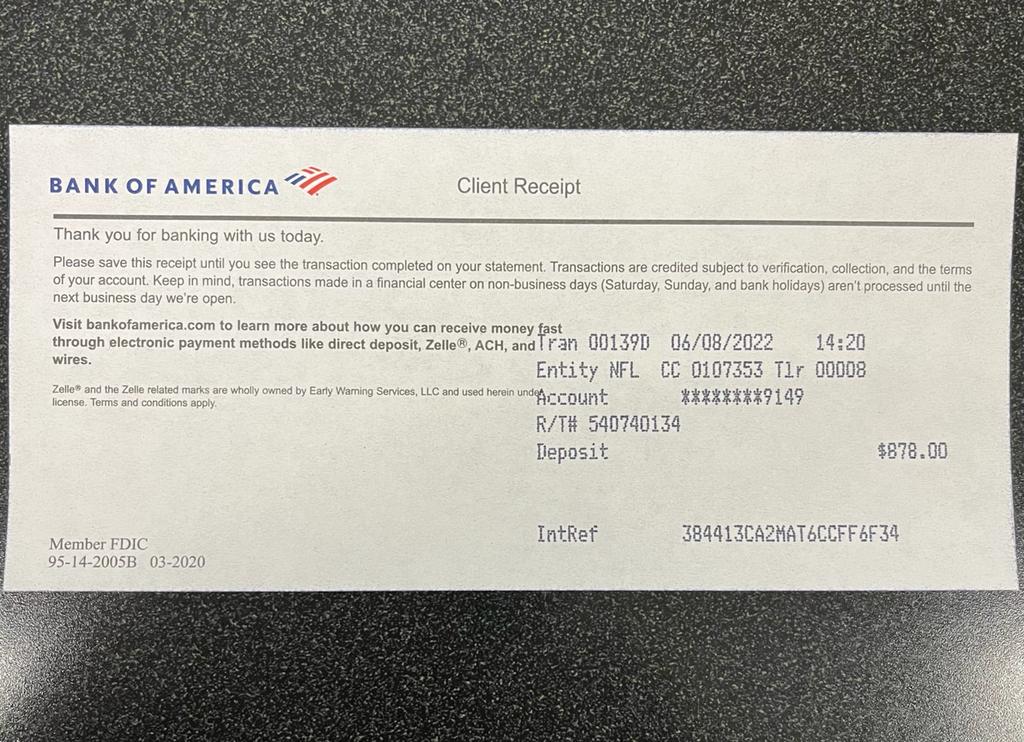 BANK OF AMERICA
Client Receipt
Thank you for banking with us today.
Please save this receipt until you see the transaction completed on your statement. Transactions are credited subject to verification, collection, and the terms
of your account. Keep in mind, transactions made in a financial center on non-business days (Saturday, Sunday, and bank holidays) aren't processed until the
next business day we're open.
Visit bankofamerica.com to learn more about how you can receive money fast
through electronic payment methods like direct deposit, Zelle®, ACH, and
wires.
Zelle® and the Zelle related marks are wholly owned by Early Warning Services, LLC and used herein under
license. Terms and conditions apply.
Tran 00139D 06/08/2022 14:20
Entity NFL CC 0107353 Tlr 00008
Account ********9149
R/T# 540740134
Deposit $878.00
IntRef 384413CA2MAT6CCFF6F34
Member FDIC
95-14-2005B 03-2020